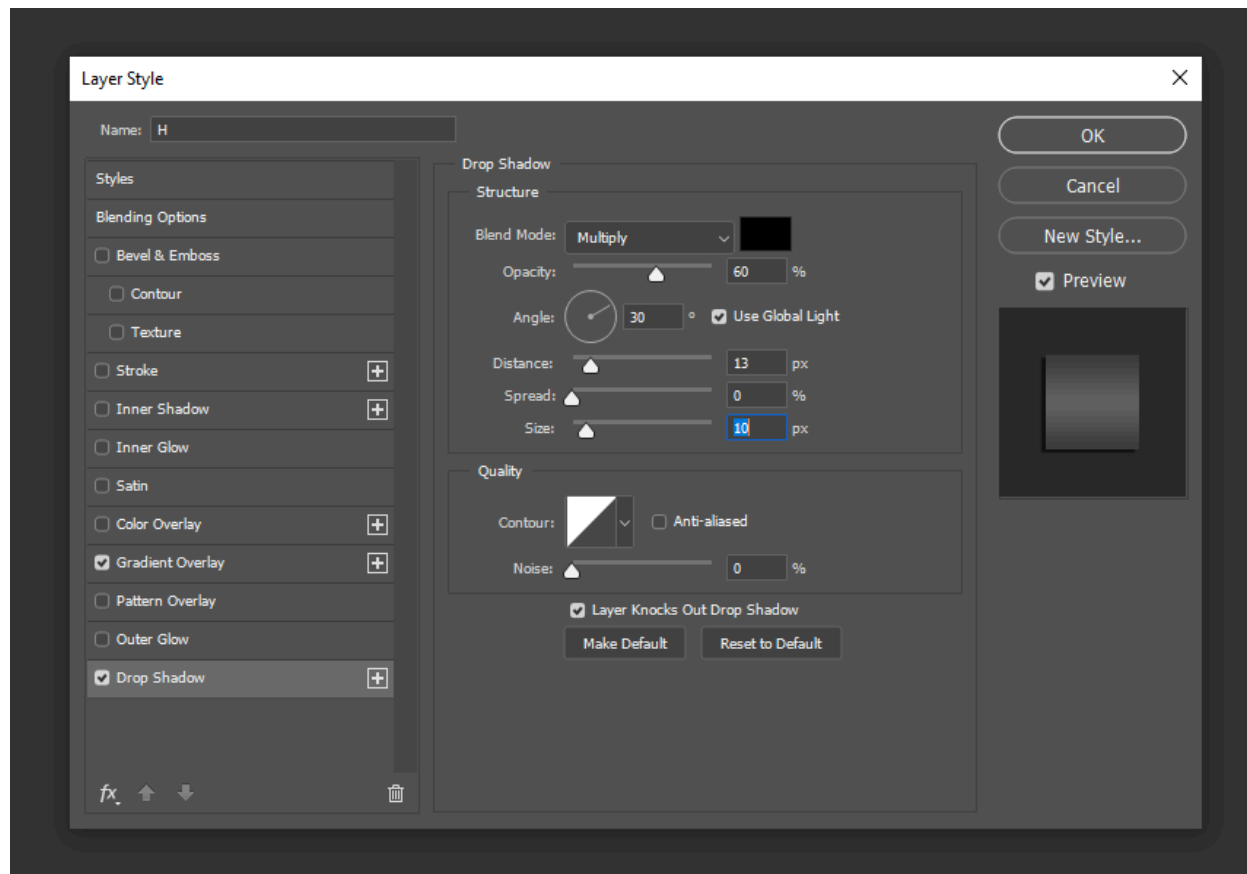 Layer Style
Name: H
Styles
Blending Options
Bevel & Emboss
Contour
Texture
Stroke
Inner Shadow
Inner Glow
Satin
Color Overlay
Gradient Overlay
Pattern Overlay
Outer Glow
Drop Shadow
fx
Drop Shadow
Structure
Blend Mode: Multiply
Opacity: 60 %
Angle: 30 ° Use Global Light
Distance: 13 px
Spread: 0 %
Size: 10 px
Quality
Contour: Anti-aliased
Noise: 0 %
Layer Knocks Out Drop Shadow
Make Default Reset to Default
OK
Cancel
New Style...
Preview